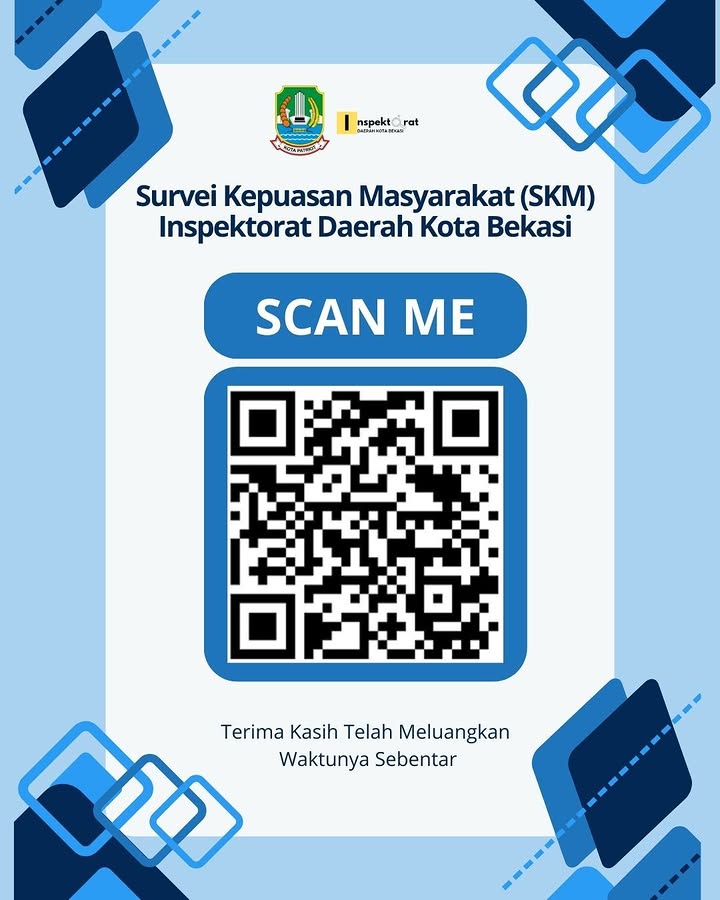 KOTA PATRIOT
Inspektorat
DAERAH KOTA BEKASI
Survei Kepuasan Masyarakat (SKM)
Inspektorat Daerah Kota Bekasi
SCAN ME
Terima Kasih Telah Meluangkan
Waktunya Sebentar